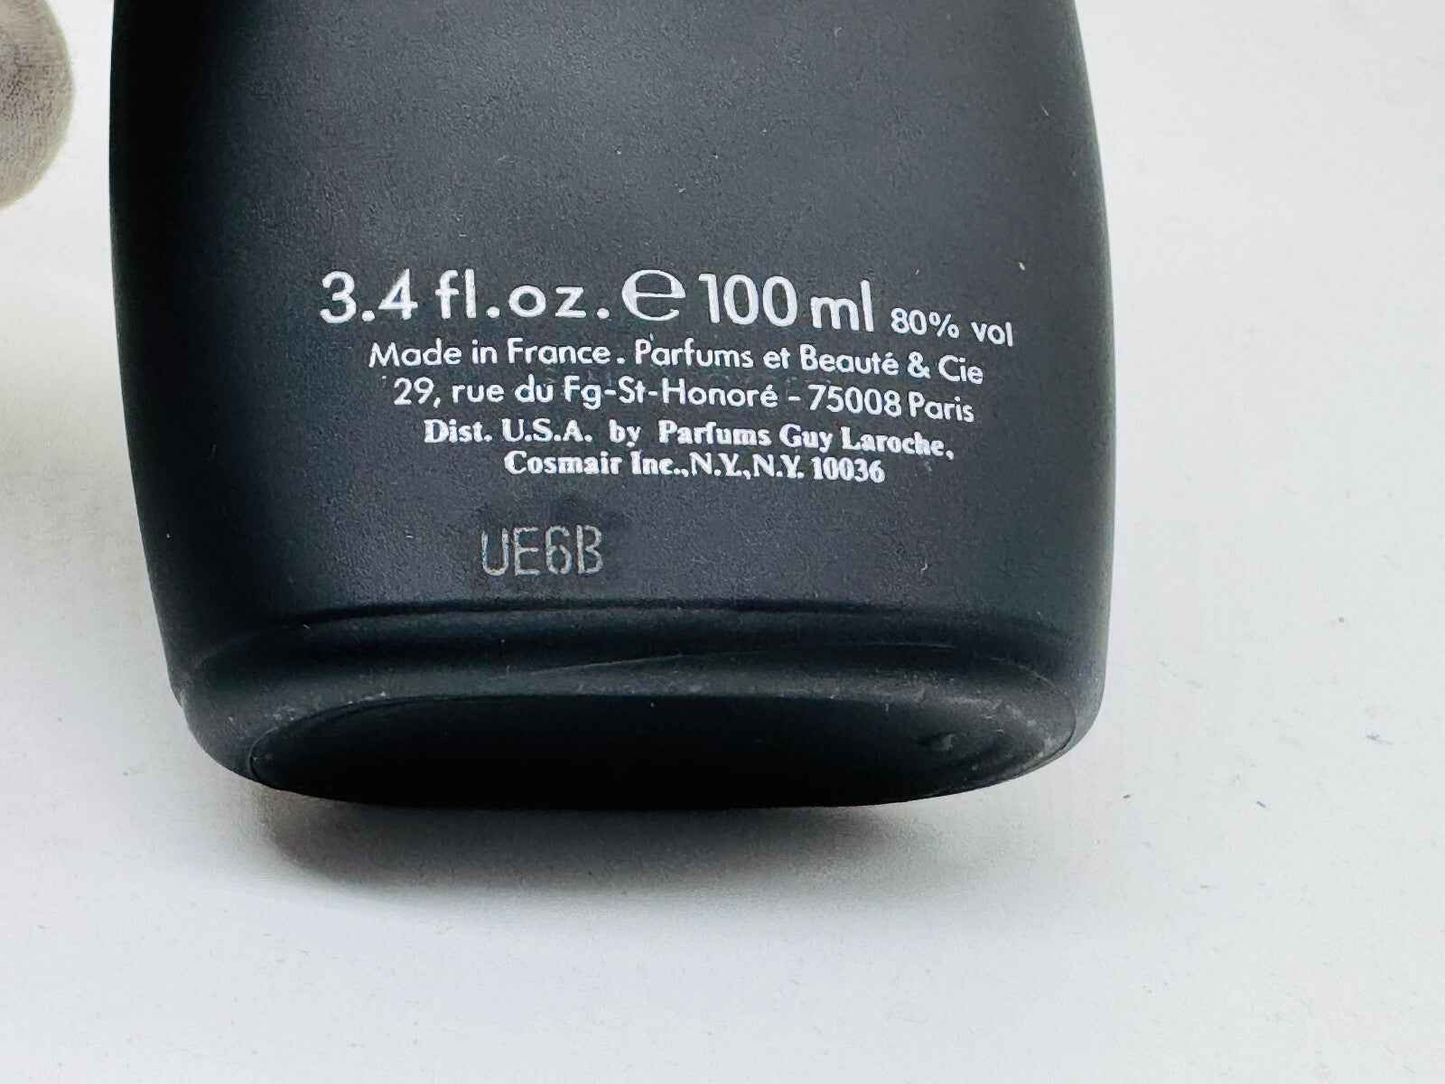 3.4 fl.oz. ℮ 100 ml 80% vol
Made in France. Parfums et Beauté & Cie
29, rue du Fg-St-Honoré - 75008 Paris
Dist. U.S.A. by Parfums Guy Laroche,
Cosmair Inc., N.Y., N.Y. 10036
UE6B